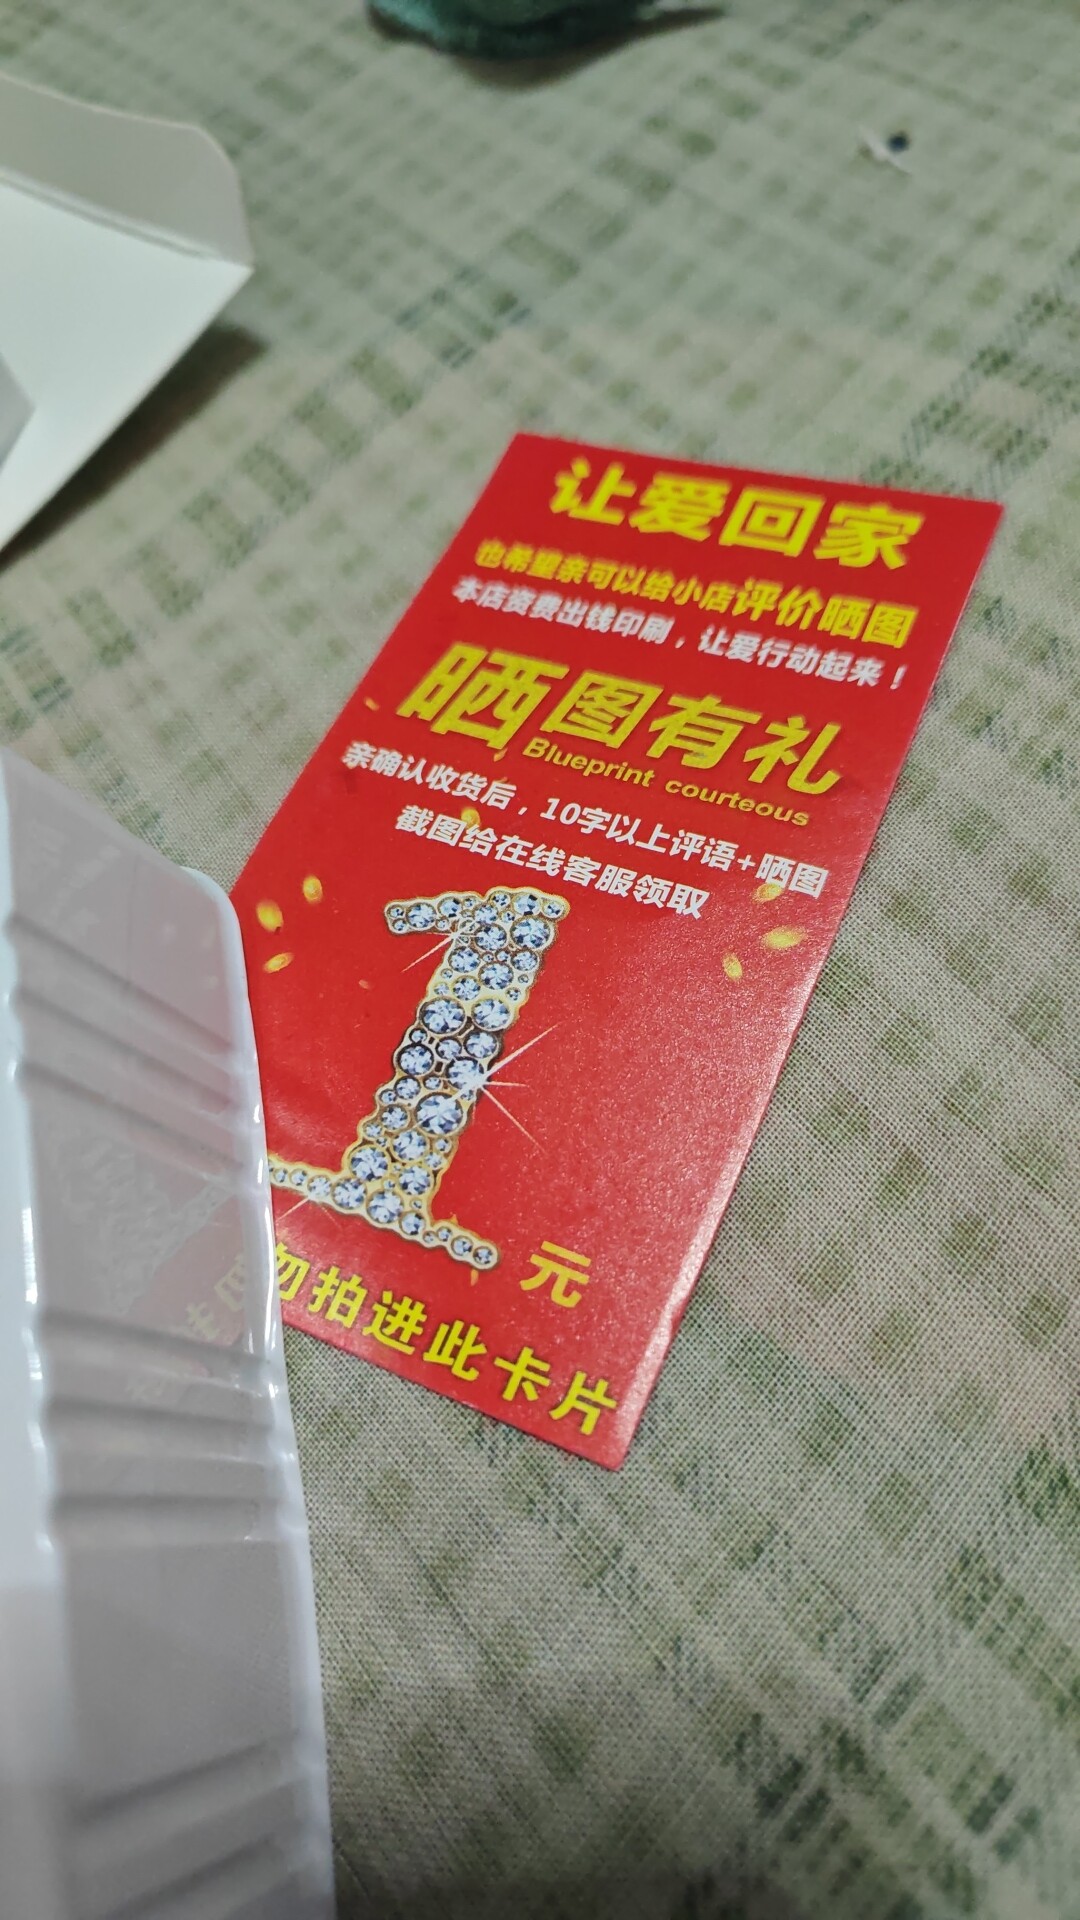 让爱回家
也希望亲可以给小店评价晒图
本店资费出钱印刷，让爱行动起来！
晒图有礼
Blueprint courteous
亲确认收货后，10字以上评语+晒图
截图给在线客服领取
1元
勿拍进此卡片